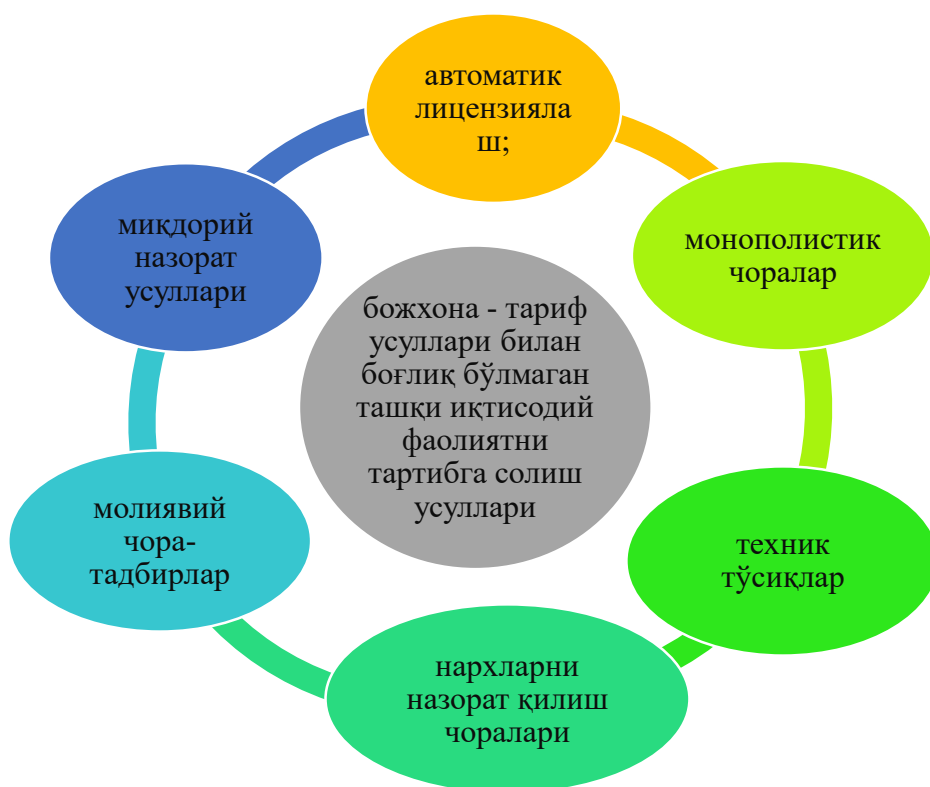 автоматик
лицензияла
ш;
монополистик
чоралар
техник
тўсиқлар
нархларни
назорат қилиш
чоралари
молиявий
чора-
тадбирлар
миқдорий
назорат
усуллари
божхона - тариф
усуллари билан
боғлиқ бўлмаган
ташқи иқтисодий
фаолиятни
тартибга солиш
усуллари